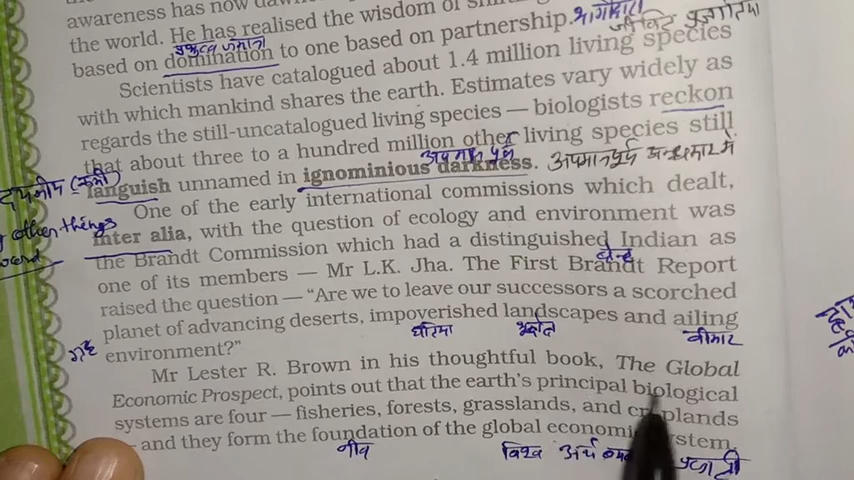 awareness has now
the world. He has realised the wisdom of
based on domination to one based on partnership. भागीदारी
Scientists have catalogued about 1.4 million living species
with which mankind shares the earth. Estimates vary widely as
regards the still-uncatalogued living species — biologists reckon
that about three to a hundred million other living species still
languish unnamed in ignominious darkness. अपमानपूर्ण अन्धकार में
One of the early international commissions which dealt,
other things
inter alia, with the question of ecology and environment was
the Brandt Commission which had a distinguished Indian as
one of its members — Mr L.K. Jha. The First Brandt Report
raised the question — "Are we to leave our successors a scorched
planet of advancing deserts, impoverished landscapes and ailing
environment?"
बीमार
Mr Lester R. Brown in his thoughtful book, The Global
Economic Prospect, points out that the earth's principal biological
systems are four — fisheries, forests, grasslands, and
— and they form the foundation of the global
नीव विश्व अर्थ